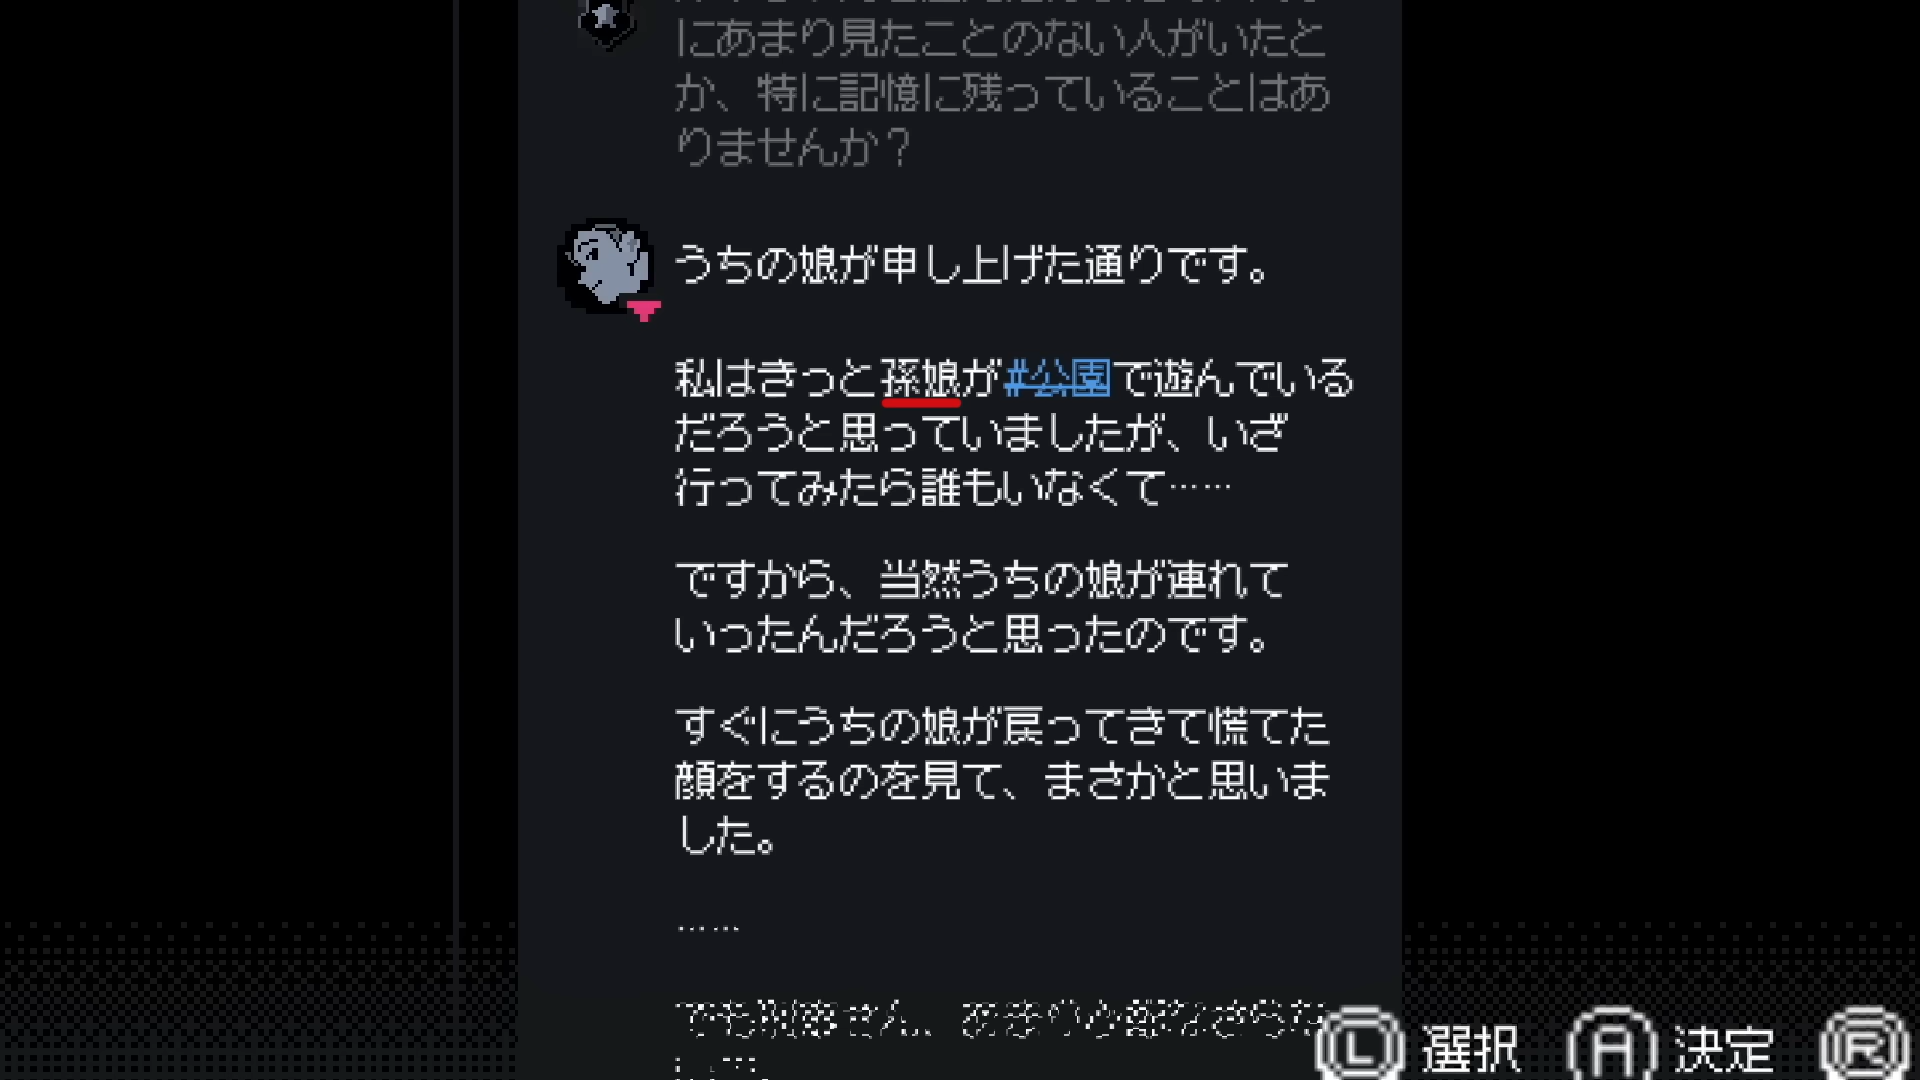 にあまり見たことのない人がいたと
か、特に記憶に残っていることはあ
りませんか？
うちの娘が申し上げた通りです。
私はきっと孫娘が#公園で遊んでいる
だろうと思っていましたが、いざ
行ってみたら誰もいなくて……
ですから、当然うちの娘が連れて
いったんだろうと思ったのです。
すぐにうちの娘が戻ってきて慌てた
顔をするのを見て、まさかと思いま
した。
……
L 選択 A 決定 R